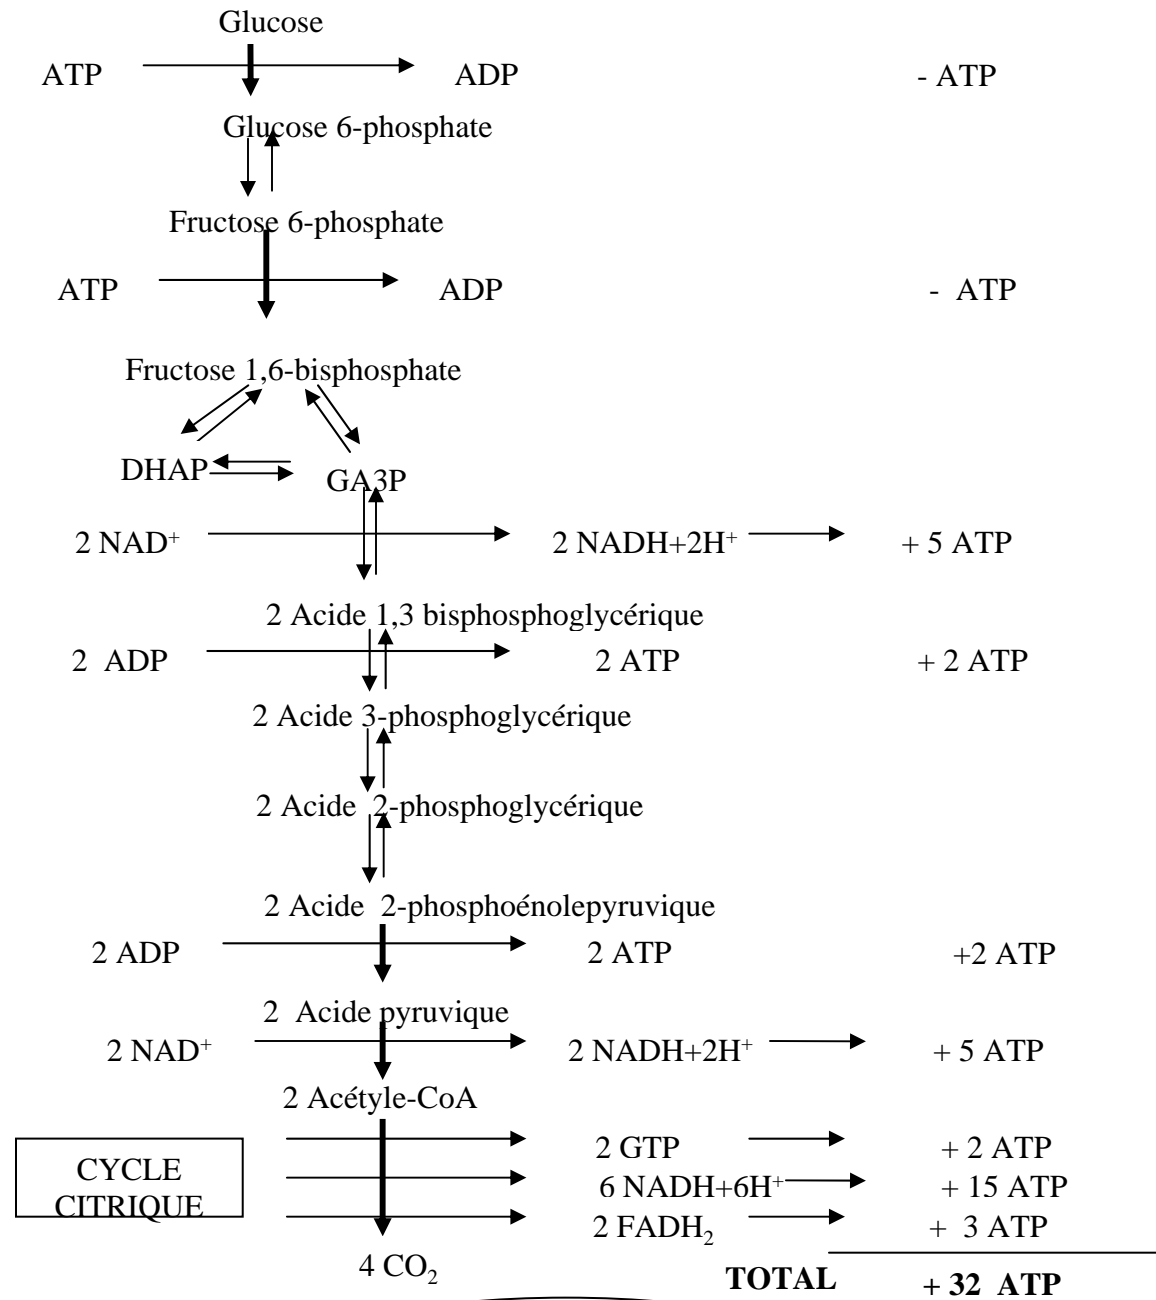 Glucose
ATP ADP - ATP
Glucose 6-phosphate
Fructose 6-phosphate
ATP ADP - ATP
Fructose 1,6-bisphosphate
DHAP GA3P
2 NAD⁺ 2 NADH+2H⁺ + 5 ATP
2 Acide 1,3 bisphosphoglycérique
2 ADP 2 ATP + 2 ATP
2 Acide 3-phosphoglycérique
2 Acide 2-phosphoglycérique
2 Acide 2-phosphoénolepyruvique
2 ADP 2 ATP +2 ATP
2 Acide pyruvique
2 NAD⁺ 2 NADH+2H⁺ + 5 ATP
2 Acétyle-CoA
2 GTP + 2 ATP
CYCLE
CITRIQUE
6 NADH+6H⁺ + 15 ATP
2 FADH₂ + 3 ATP
4 CO₂
TOTAL + 32 ATP